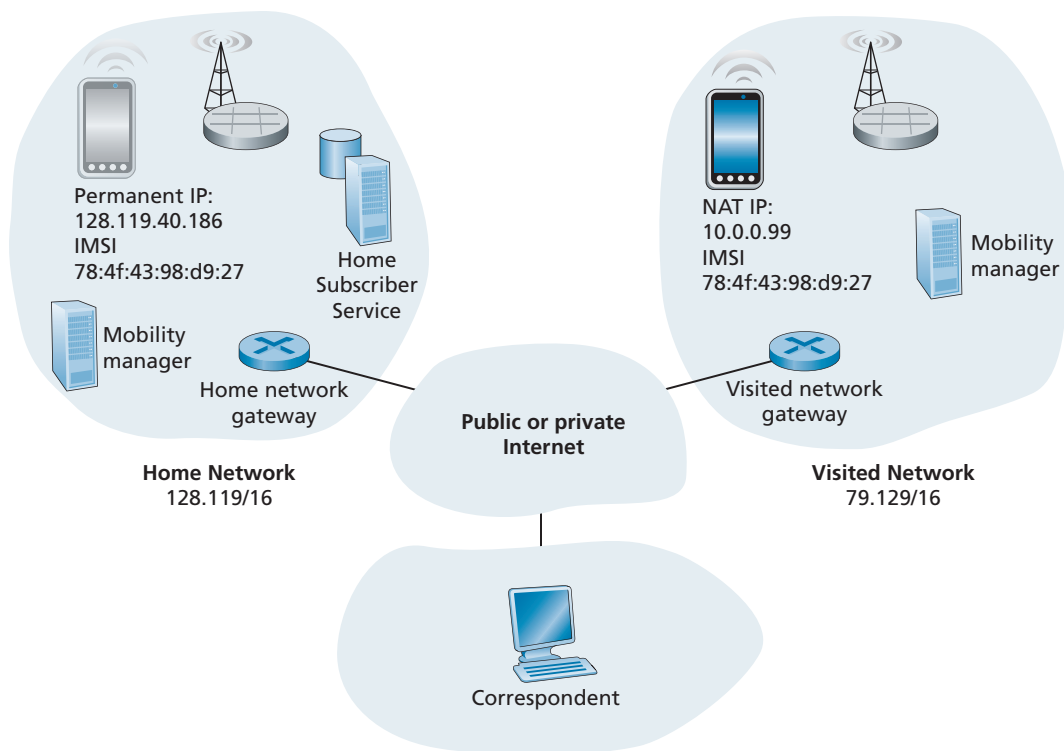 Permanent IP:
128.119.40.186
IMSI
78:4f:43:98:d9:27
Home
Subscriber
Service
Mobility
manager
Home network
gateway
Home Network
128.119/16
NAT IP:
10.0.0.99
IMSI
78:4f:43:98:d9:27
Mobility
manager
Visited network
gateway
Visited Network
79.129/16
Public or private
Internet
Correspondent